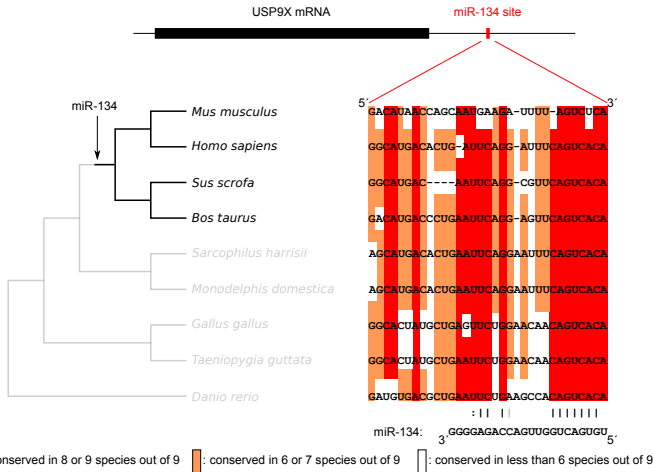 USP9X mRNA
miR-134 site
miR-134
5´
3´
Mus musculus
GACAUAACCAGCAAUGAAGA-UUUU-AGUCUCA
Homo sapiens
GGCAUGACACUG-AUUCAGG-AUUUCAGUCACA
Sus scrofa
GGCAUGAC----AAUUCAGG-CGUUCAGUCACA
Bos taurus
GACAUGACCCUGAAUUCAGG-AGUUCAGUCACA
Sarcophilus harrisii
AGCAUGACACUGAAUUCAGGAAUUUCAGUCACA
Monodelphis domestica
AGCAUGACACUGAAUUCAGGAAUUUCAGUCACA
Gallus gallus
GGCACUAUGCUGAGUUCUGGAACAACAGUCACA
Taeniopygia guttata
GGCACUAUGCUGAAUUCUGGAACAACAGUCACA
Danio rerio
GAUGUGACGCUGAAUUCUGAAGCCACAGUCACA
miR-134:
3´GGGGAGACCAGUUGGUCAGUGU5´
onserved in 8 or 9 species out of 9
: conserved in 6 or 7 species out of 9
: conserved in less than 6 species out of 9